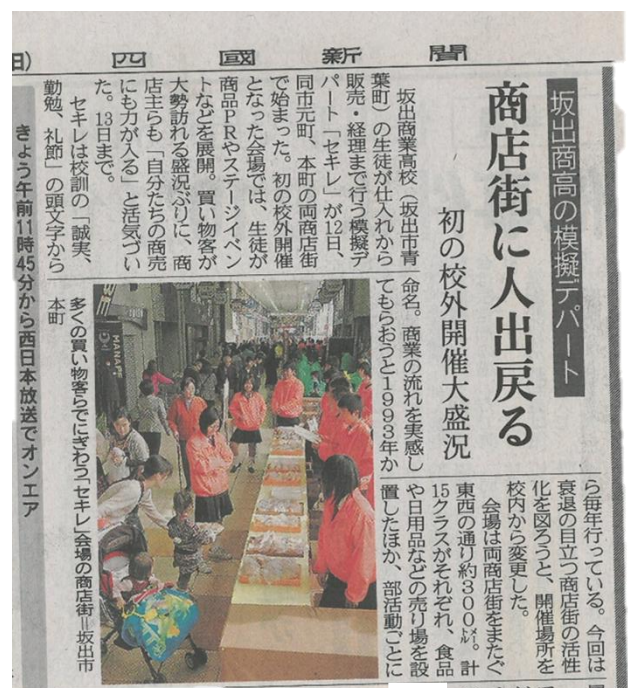 四國新聞
坂出商高の模擬デパート
商店街に人出戻る
初の校外開催大盛況
坂出商業高校（坂出市青
葉町）の生徒が仕入れから
販売・経理まで行う模擬デ
パート「セキレ」が12日、
同市元町、本町の両商店街
で始まった。初の校外開催
となった会場では、生徒が
商品ＰＲやステージイベン
トなどを展開。買い物客が
大勢訪れる盛況ぶりに、商
店主らも「自分たちの商売
にも力が入る」と活気づい
た。13日まで。
セキレは校訓の「誠実、
勤勉、礼節」の頭文字から
命名。商業の流れを実感し
てもらおうと１９９３年か
ら毎年行っている。今回は
衰退の目立つ商店街の活性
化を図ろうと、開催場所を
校内から変更した。
会場は両商店街をまたぐ
東西の通り約３００㍍。計
15クラスがそれぞれ、食品
や日用品などの売り場を設
置したほか、部活動ごとに
多くの買い物客らでにぎわう「セキレ」会場の商店街＝坂出市
本町
きょう午前11時45分から西日本放送でオンエア
日）
MANA